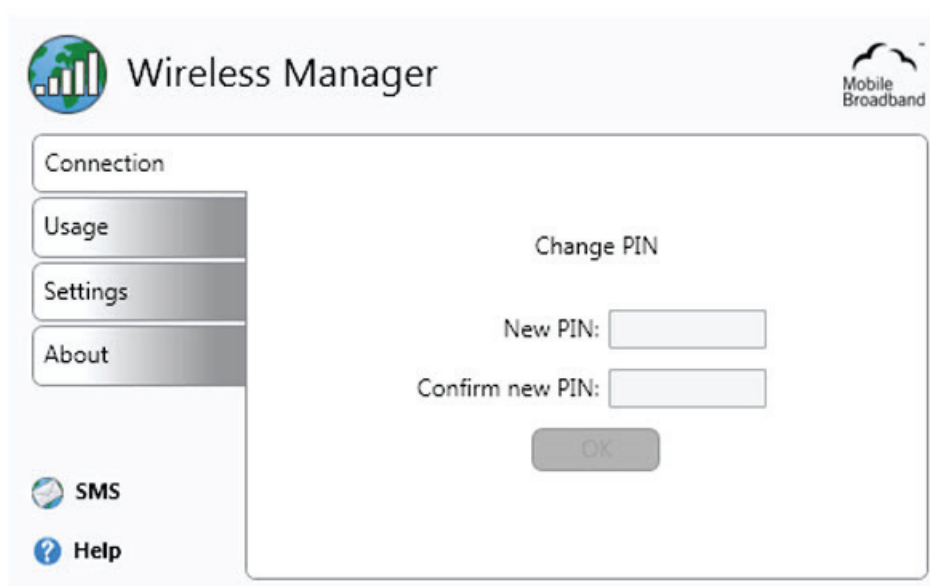 Wireless Manager
Mobile
Broadband
Connection
Usage
Settings
About
Change PIN
New PIN:
Confirm new PIN:
OK
SMS
Help